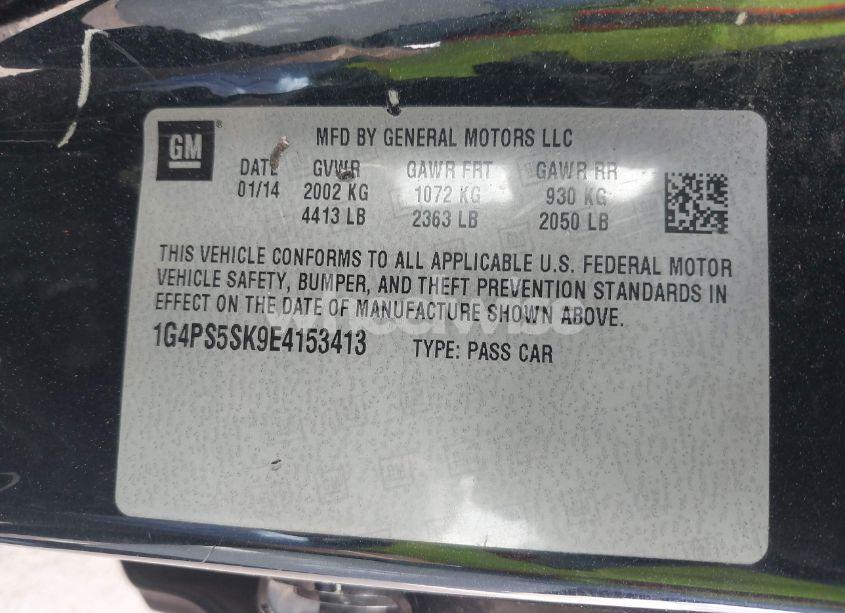 GM ® MFD BY GENERAL MOTORS LLC
DATE GVWR GAWR FRT GAWR RR
01/14 2002 KG 1072 KG 930 KG
4413 LB 2363 LB 2050 LB
THIS VEHICLE CONFORMS TO ALL APPLICABLE U.S. FEDERAL MOTOR
VEHICLE SAFETY, BUMPER, AND THEFT PREVENTION STANDARDS IN
EFFECT ON THE DATE OF MANUFACTURE SHOWN ABOVE.
1G4PS5SK9E4153413 TYPE: PASS CAR